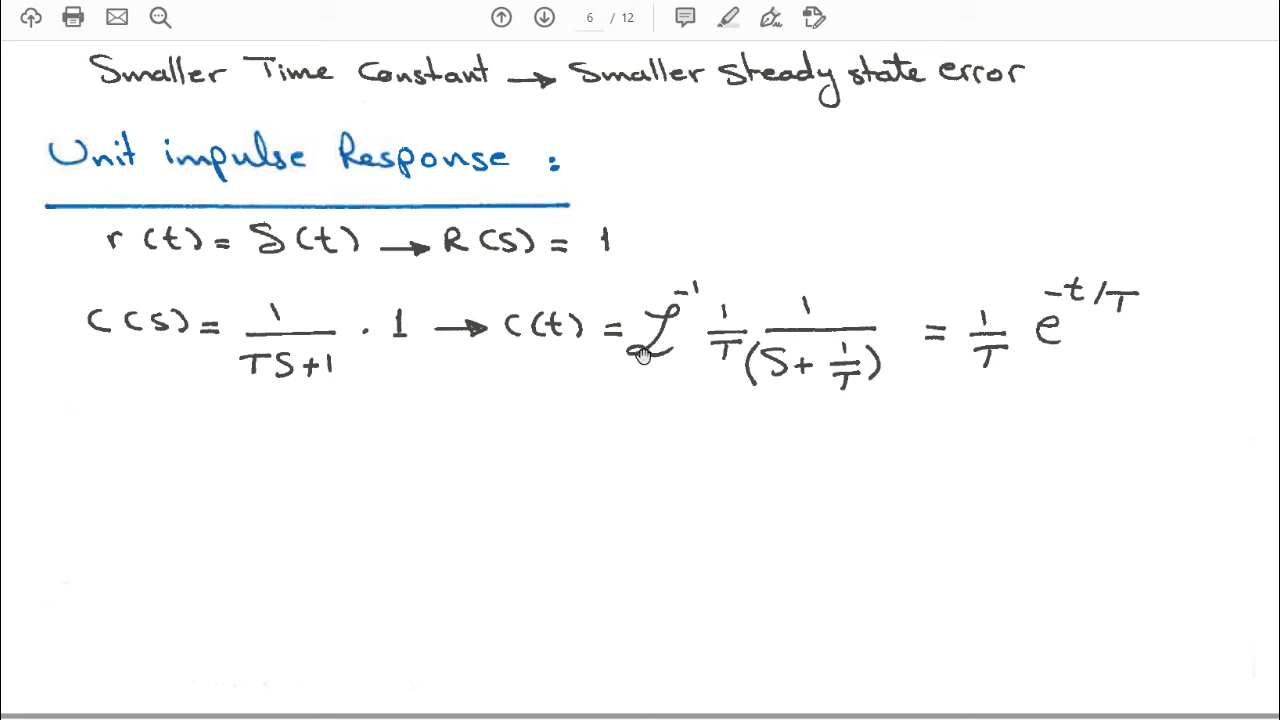 6 / 12
Smaller Time Constant → Smaller steady state error
Unit impulse Response :
r(t) = δ(t) → R(S) = 1
C(S) = 1/(TS+1) · 1 → C(t) = ℒ⁻¹ 1/T 1/(S + 1/T) = 1/T e^(-t/T)